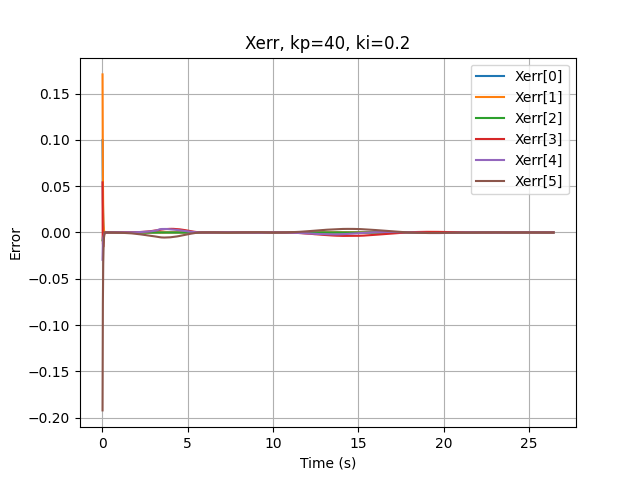 Xerr, kp=40, ki=0.2
Xerr[0]
Xerr[1]
Xerr[2]
Xerr[3]
Xerr[4]
Xerr[5]
Error
0.15
0.10
0.05
0.00
−0.05
−0.10
−0.15
−0.20
0
5
10
15
20
25
Time (s)